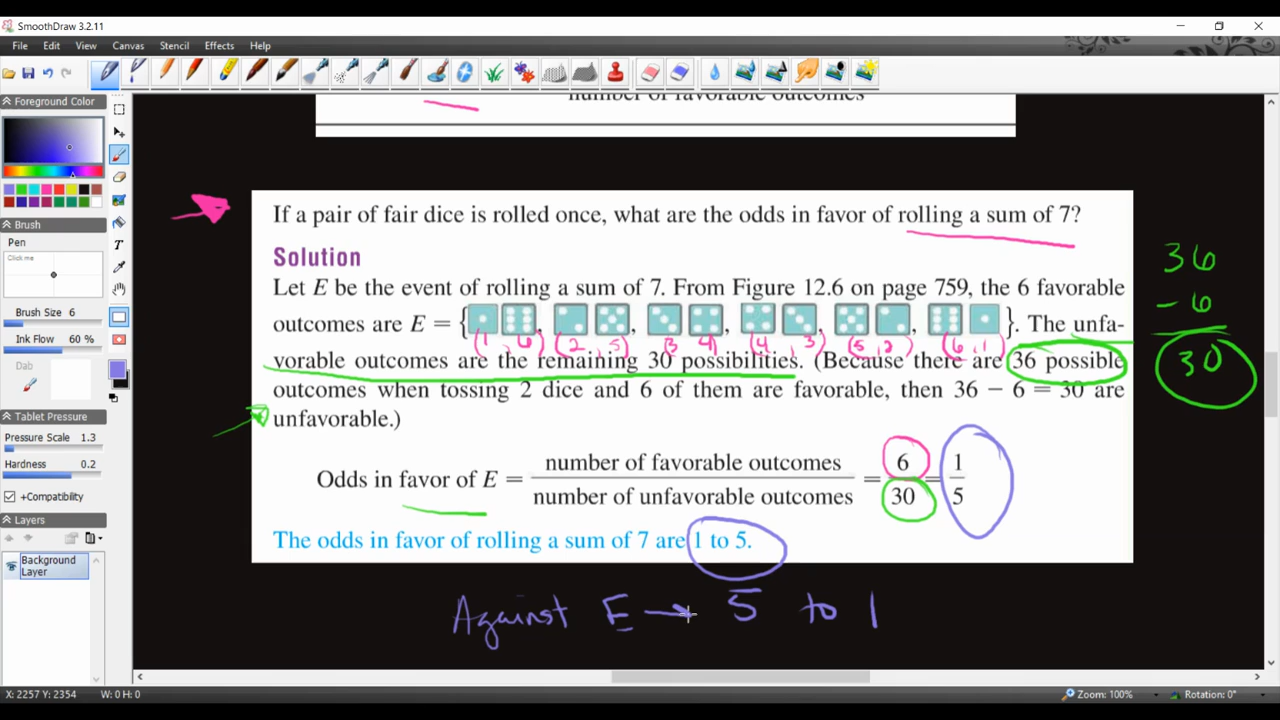 SmoothDraw 3.2.11
File Edit View Canvas Stencil Effects Help
Foreground Color
Brush
Pen
Click me
Brush Size 6
Ink Flow 60 %
Dab
Tablet Pressure
Pressure Scale 1.3
Hardness 0.2
+Compatibility
Layers
Background
Layer
number of favorable outcomes
If a pair of fair dice is rolled once, what are the odds in favor of rolling a sum of 7?
Solution
Let E be the event of rolling a sum of 7. From Figure 12.6 on page 759, the 6 favorable
outcomes are E = { , , , , , }. The unfa-
(1, 6) (2, 5) (3 4) (4, 3) (5, 2) (6, 1)
vorable outcomes are the remaining 30 possibilities. (Because there are 36 possible
outcomes when tossing 2 dice and 6 of them are favorable, then 36 − 6 = 30 are
unfavorable.)
36
- 6
30
Odds in favor of E = number of favorable outcomes / number of unfavorable outcomes = 6/30 = 1/5
The odds in favor of rolling a sum of 7 are 1 to 5.
Against E → 5 to 1
X: 2257 Y: 2354 W: 0 H: 0 Zoom: 100% Rotation: 0°